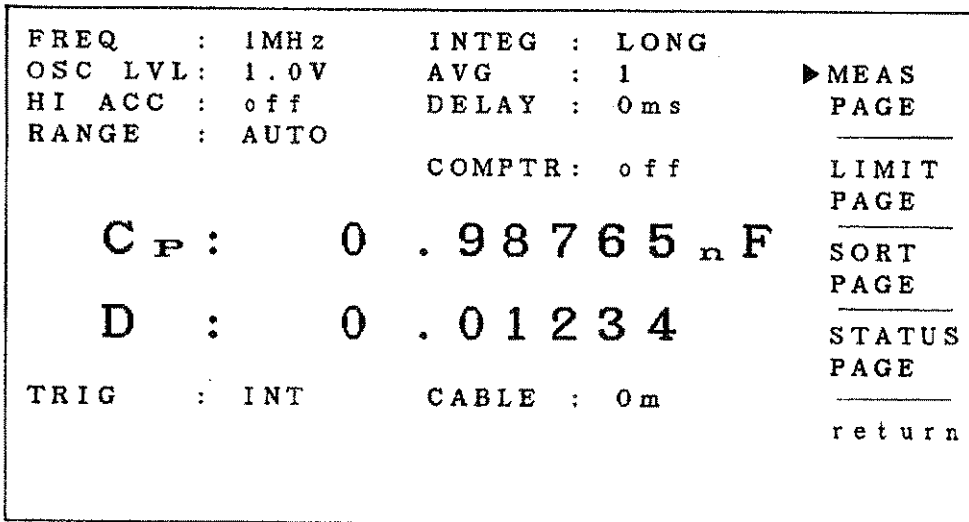 FREQ : 1MHz INTEG : LONG
OSC LVL: 1.0V AVG : 1
HI ACC : off DELAY : 0ms
RANGE : AUTO
COMPTR: off
CP: 0.98765nF
D : 0.01234
TRIG : INT CABLE : 0m
▶MEAS
PAGE
LIMIT
PAGE
SORT
PAGE
STATUS
PAGE
return